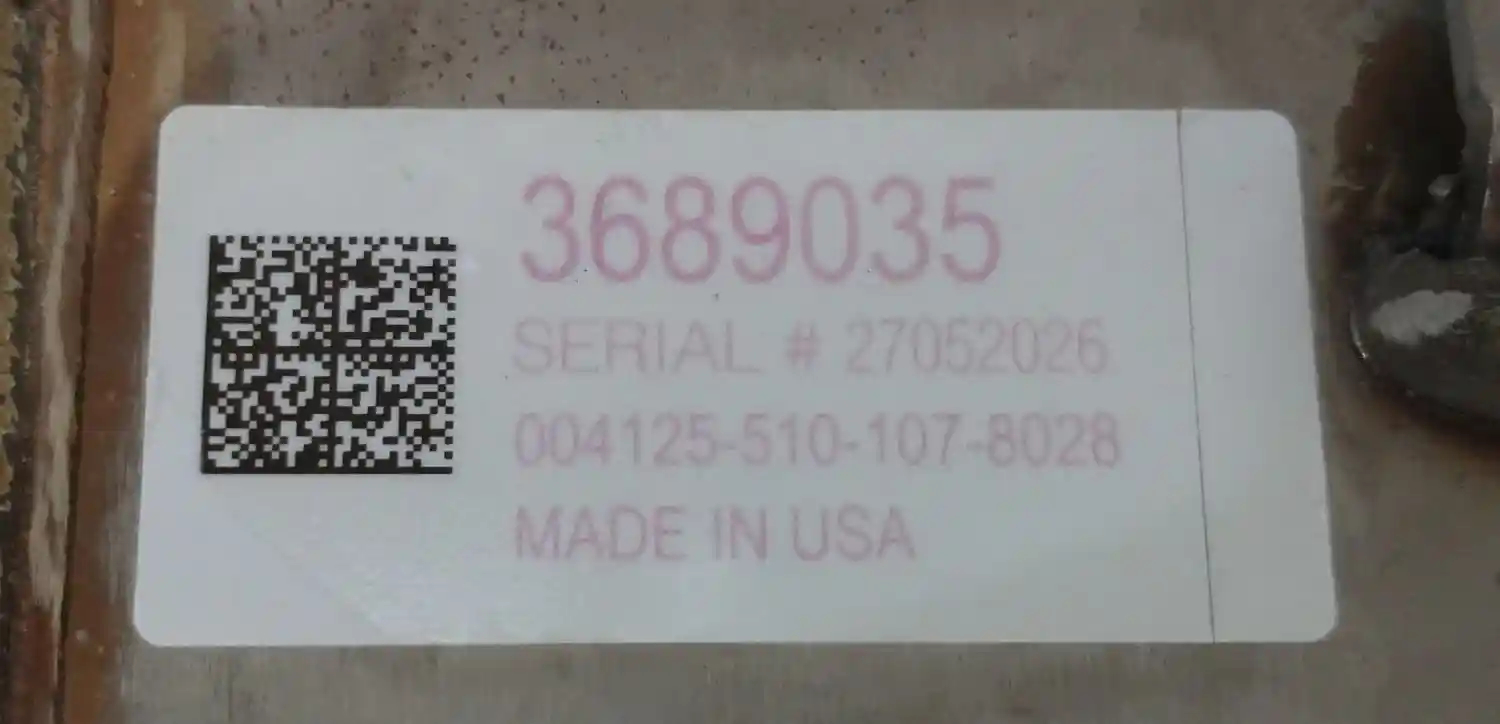 3689035
SERIAL # 27052026
004125-510-107-8028
MADE IN USA